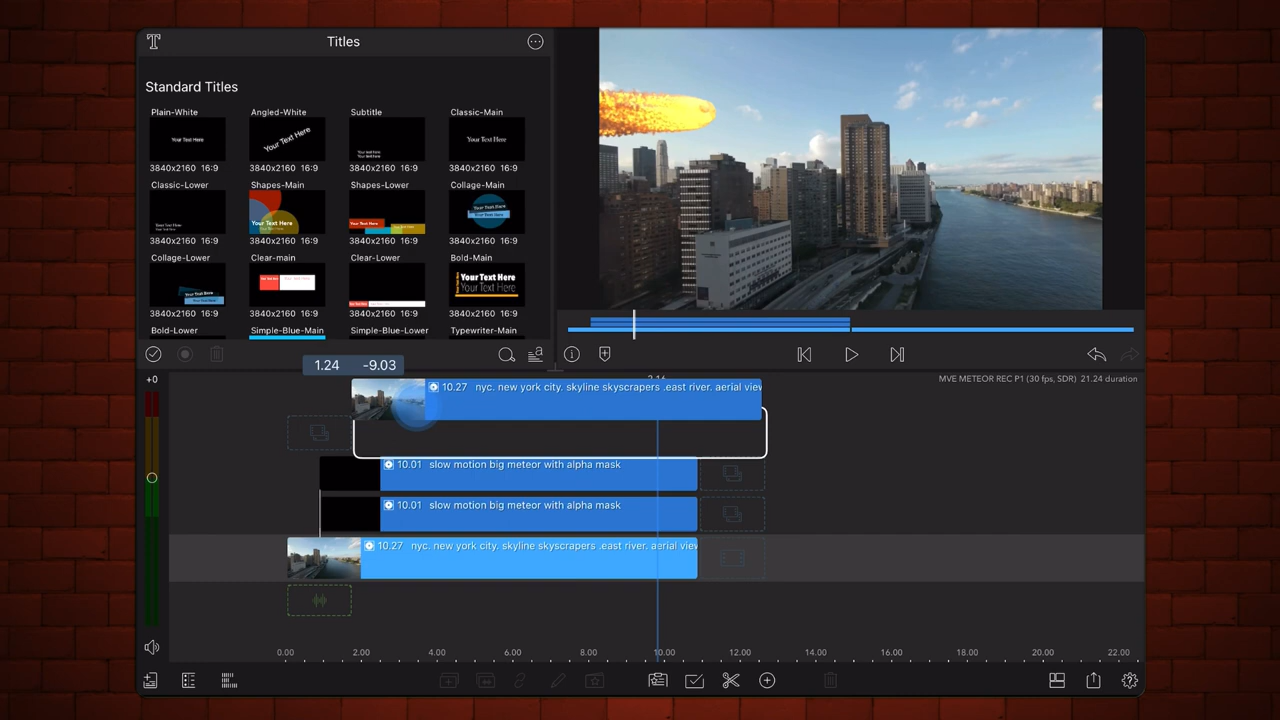 Titles
Standard Titles
Plain-White Angled-White Subtitle Classic-Main
Your Text Here Your Text Here Your Text Here
3840x2160 16:9 3840x2160 16:9 3840x2160 16:9 3840x2160 16:9
Classic-Lower Shapes-Main Shapes-Lower Collage-Main
Your Text Here Your Text Here Your Text Here
3840x2160 16:9 3840x2160 16:9 3840x2160 16:9 3840x2160 16:9
Collage-Lower Clear-main Clear-Lower Bold-Main
Your Text Here
Your Text Here
3840x2160 16:9 3840x2160 16:9 3840x2160 16:9 3840x2160 16:9
Bold-Lower Simple-Blue-Main Simple-Blue-Lower Typewriter-Main
1.24 -9.03
+0
MVE METEOR REC P1 (30 fps, SDR) 21.24 duration
10.27 nyc. new york city. skyline skyscrapers .east river. aerial view
10.01 slow motion big meteor with alpha mask
10.01 slow motion big meteor with alpha mask
10.27 nyc. new york city. skyline skyscrapers .east river. aerial view
0.00 2.00 4.00 6.00 8.00 10.00 12.00 14.00 16.00 18.00 20.00 22.00